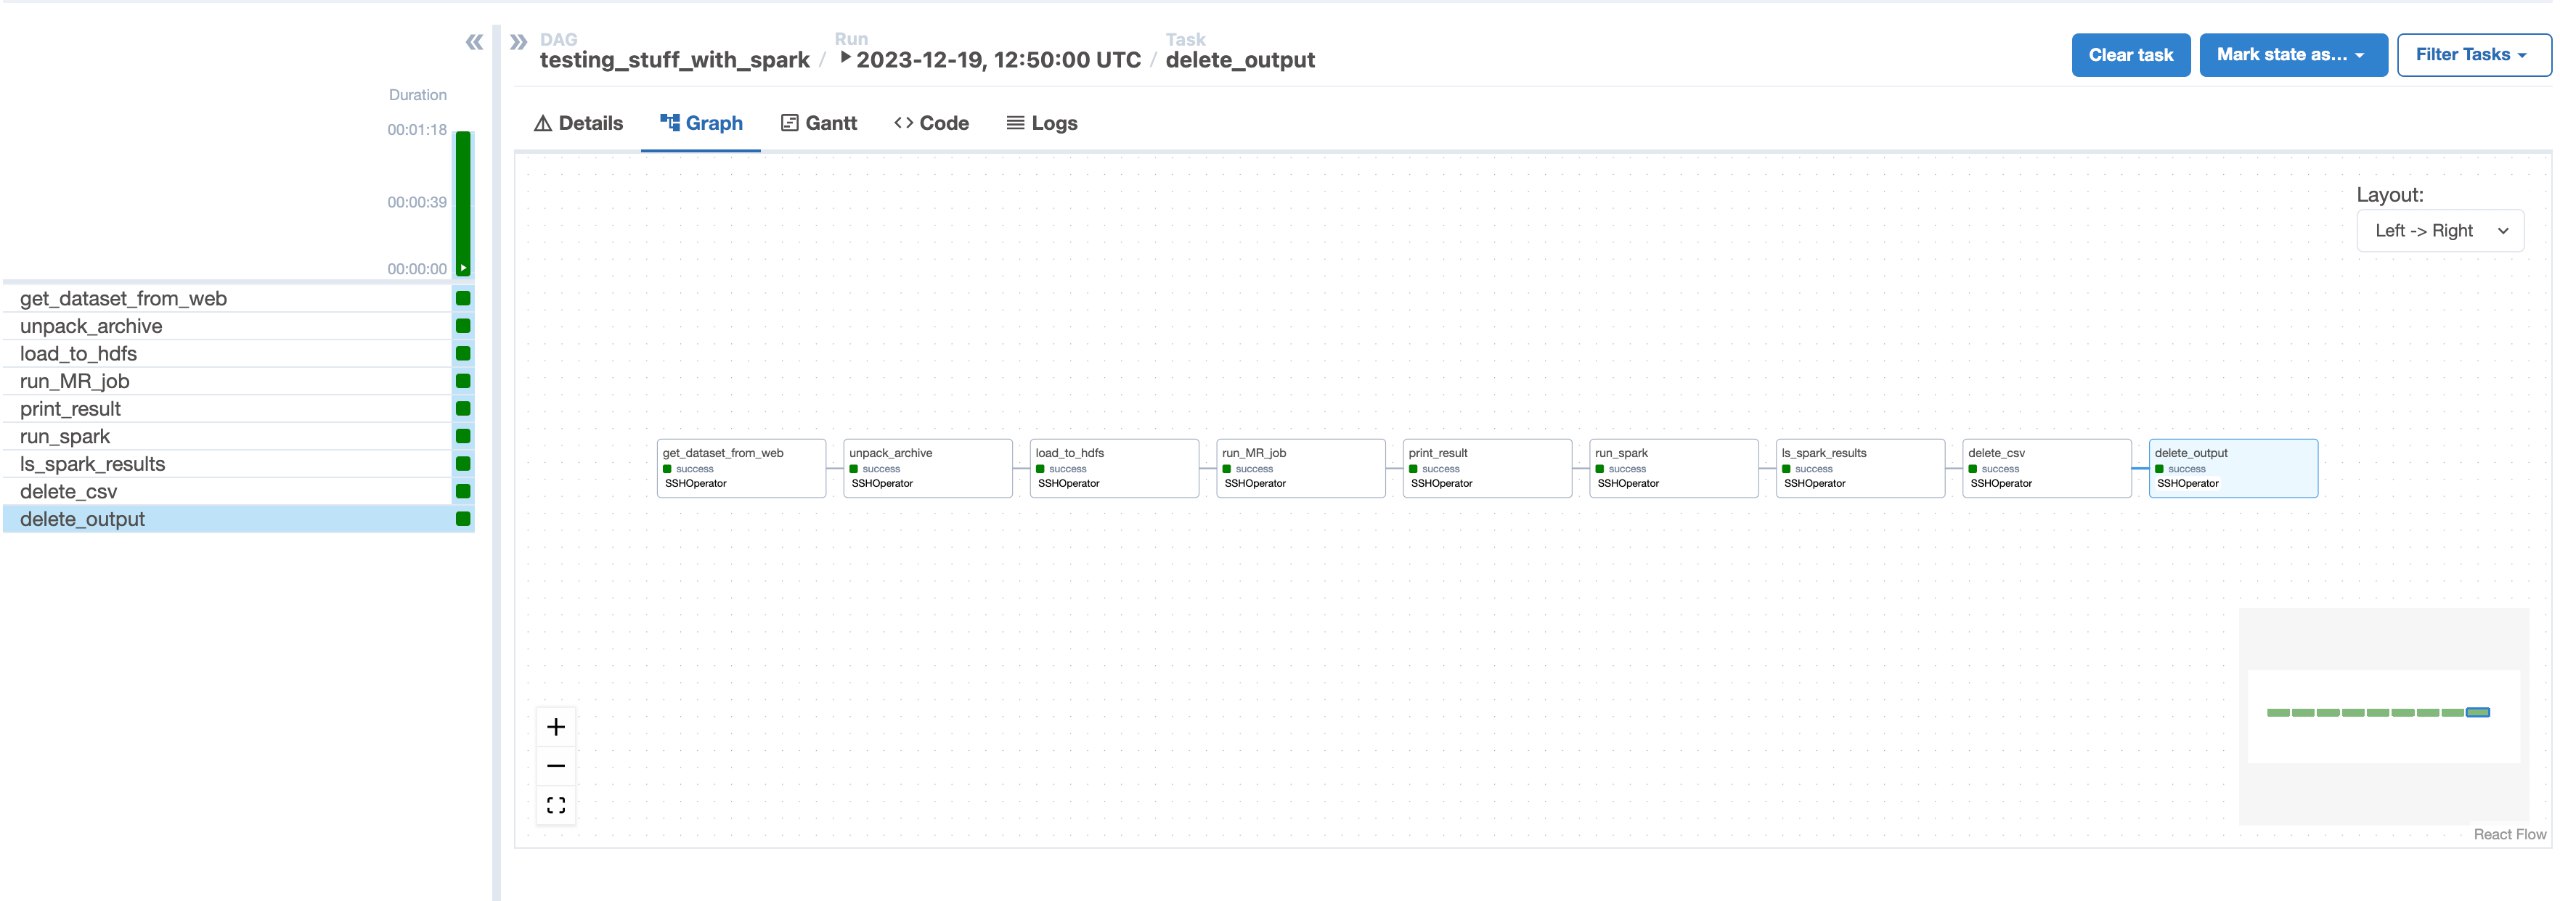 DAG
testing_stuff_with_spark
/
Run
2023-12-19, 12:50:00 UTC
/
Task
delete_output
Clear task
Mark state as...
Filter Tasks
Details
Graph
Gantt
Code
Logs
Duration
00:01:18
00:00:39
00:00:00
get_dataset_from_web
unpack_archive
load_to_hdfs
run_MR_job
print_result
run_spark
ls_spark_results
delete_csv
delete_output
Layout:
Left -> Right
get_dataset_from_web
success
SSHOperator
unpack_archive
success
SSHOperator
load_to_hdfs
success
SSHOperator
run_MR_job
success
SSHOperator
print_result
success
SSHOperator
run_spark
success
SSHOperator
ls_spark_results
success
SSHOperator
delete_csv
success
SSHOperator
delete_output
success
SSHOperator
React Flow